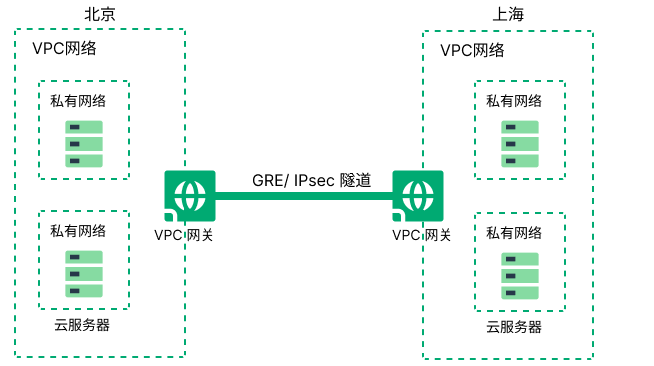 北京
上海
VPC网络
VPC网络
私有网络
私有网络
GRE/ IPsec 隧道
VPC 网关
VPC 网关
私有网络
私有网络
云服务器
云服务器